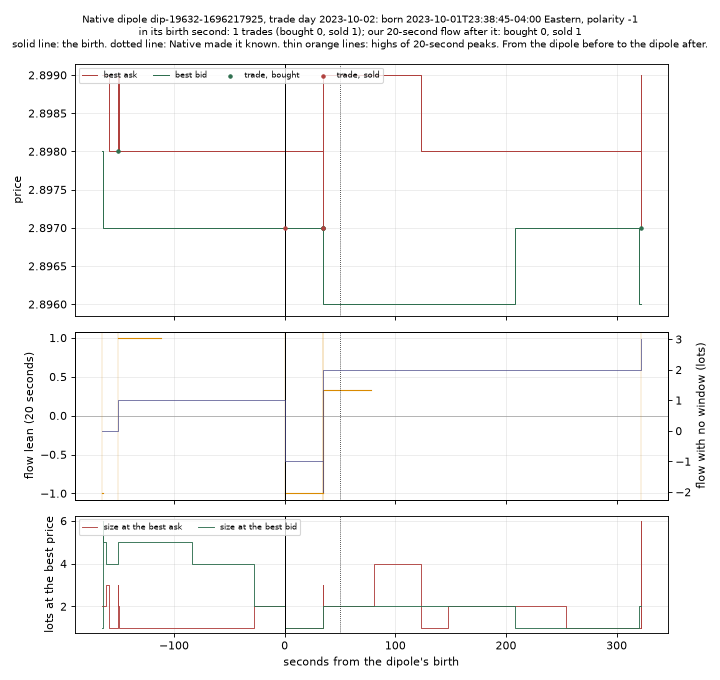 Native dipole dip-19632-1696217925, trade day 2023-10-02: born 2023-10-01T23:38:45-04:00 Eastern, polarity -1
in its birth second: 1 trades (bought 0, sold 1); our 20-second flow after it: bought 0, sold 1
solid line: the birth. dotted line: Native made it known. thin orange lines: highs of 20-second peaks. From the dipole before to the dipole after.
best ask best bid trade, bought trade, sold
2.8990
2.8985
2.8980
2.8975
2.8970
2.8965
2.8960
price
1.0
0.5
0.0
−0.5
−1.0
flow lean (20 seconds)
3
2
1
0
−1
−2
flow with no window (lots)
size at the best ask size at the best bid
6
4
2
lots at the best price
−100 0 100 200 300
seconds from the dipole's birth